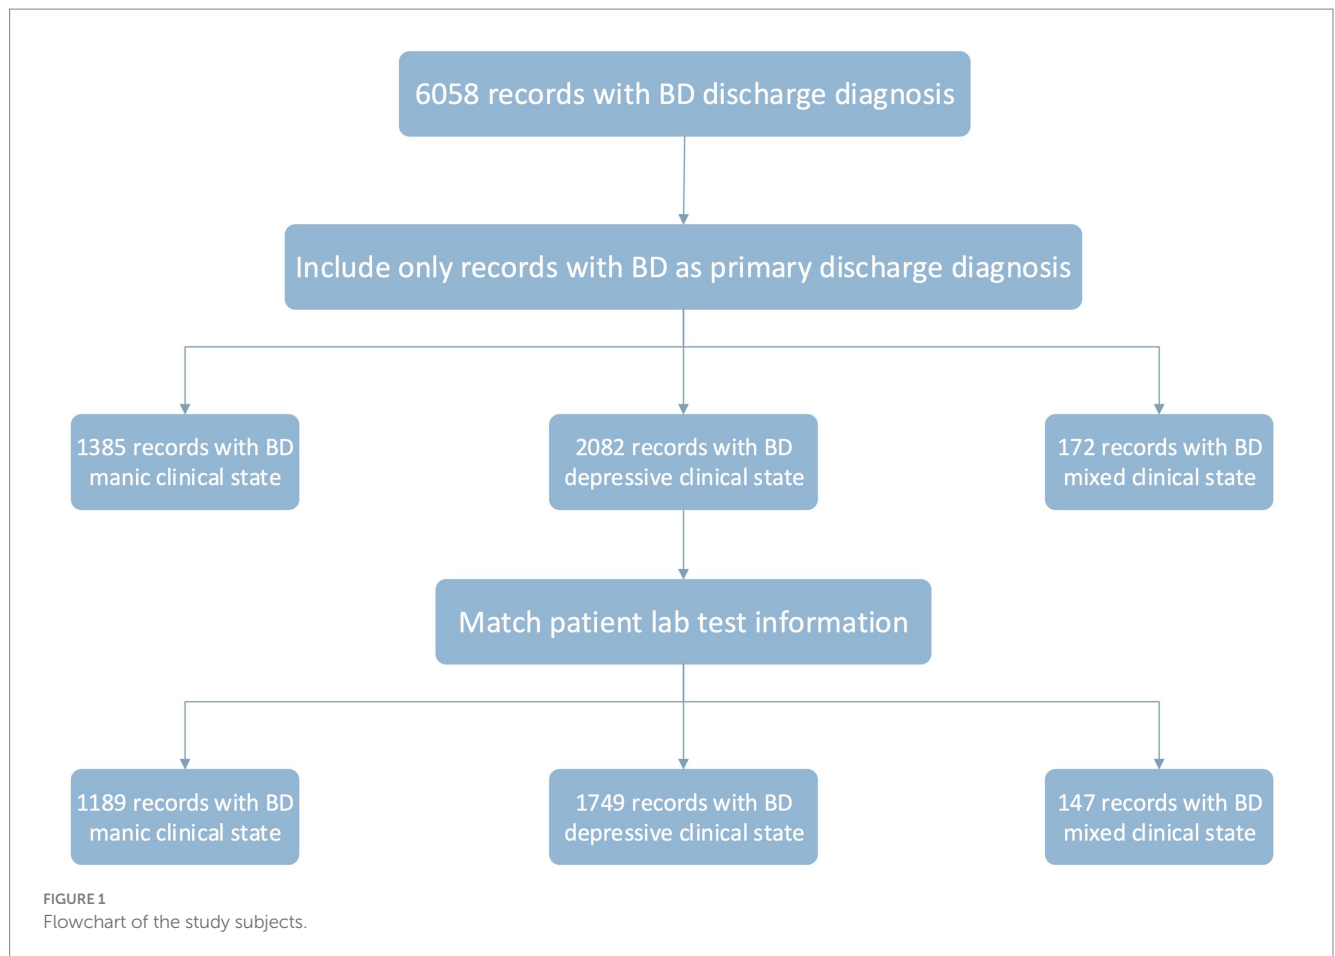 6058 records with BD discharge diagnosis
Include only records with BD as primary discharge diagnosis
1385 records with BD
manic clinical state
2082 records with BD
depressive clinical state
172 records with BD
mixed clinical state
Match patient lab test information
1189 records with BD
manic clinical state
1749 records with BD
depressive clinical state
147 records with BD
mixed clinical state
FIGURE 1
Flowchart of the study subjects.